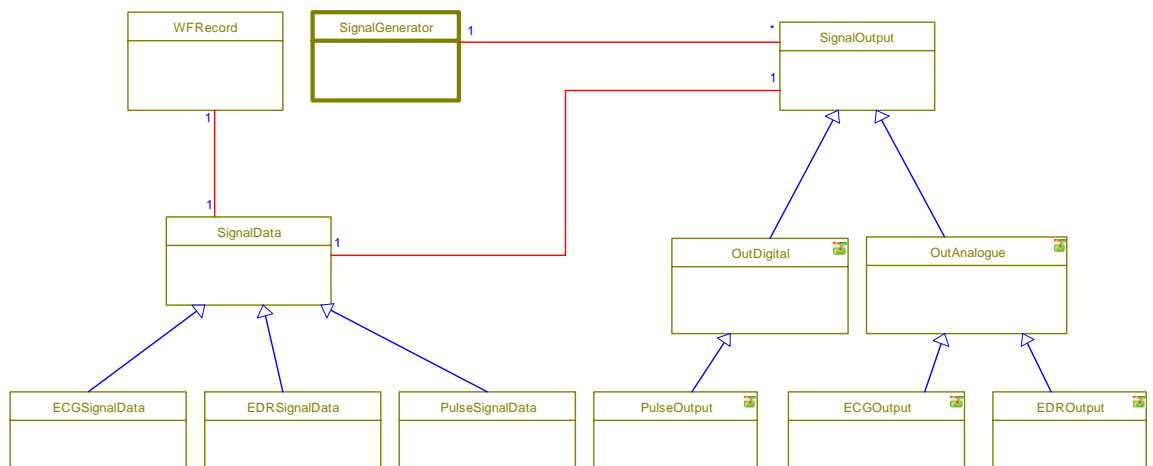 WFRecord
SignalGenerator
1
*
SignalOutput
1
1
1
SignalData
1
OutDigital
OutAnalogue
ECGSignalData
EDRSignalData
PulseSignalData
PulseOutput
ECGOutput
EDROutput